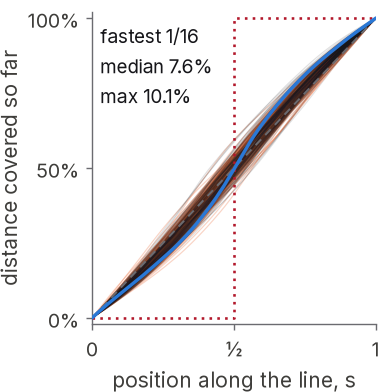 100%
fastest 1/16
median 7.6%
max 10.1%
distance covered so far
50%
0%
0
½
1
position along the line, s